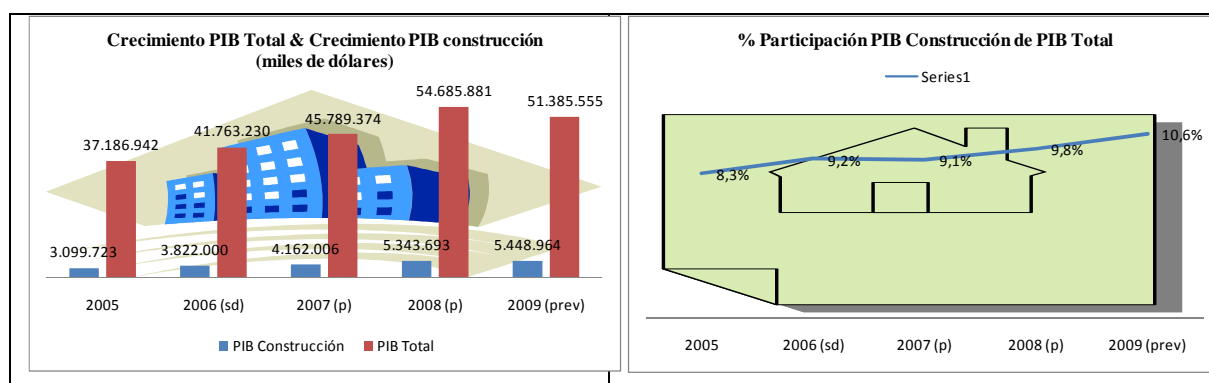 Crecimiento PIB Total & Crecimiento PIB construcción
(miles de dólares)
54.685.881
51.385.555
45.789.374
41.763.230
37.186.942
3.099.723
3.822.000
4.162.006
5.343.693
5.448.964
2005
2006 (sd)
2007 (p)
2008 (p)
2009 (prev)
PIB Construcción
PIB Total
% Participación PIB Construcción de PIB Total
Series1
8,3%
9,2%
9,1%
9,8%
10,6%
2005
2006 (sd)
2007 (p)
2008 (p)
2009 (prev)